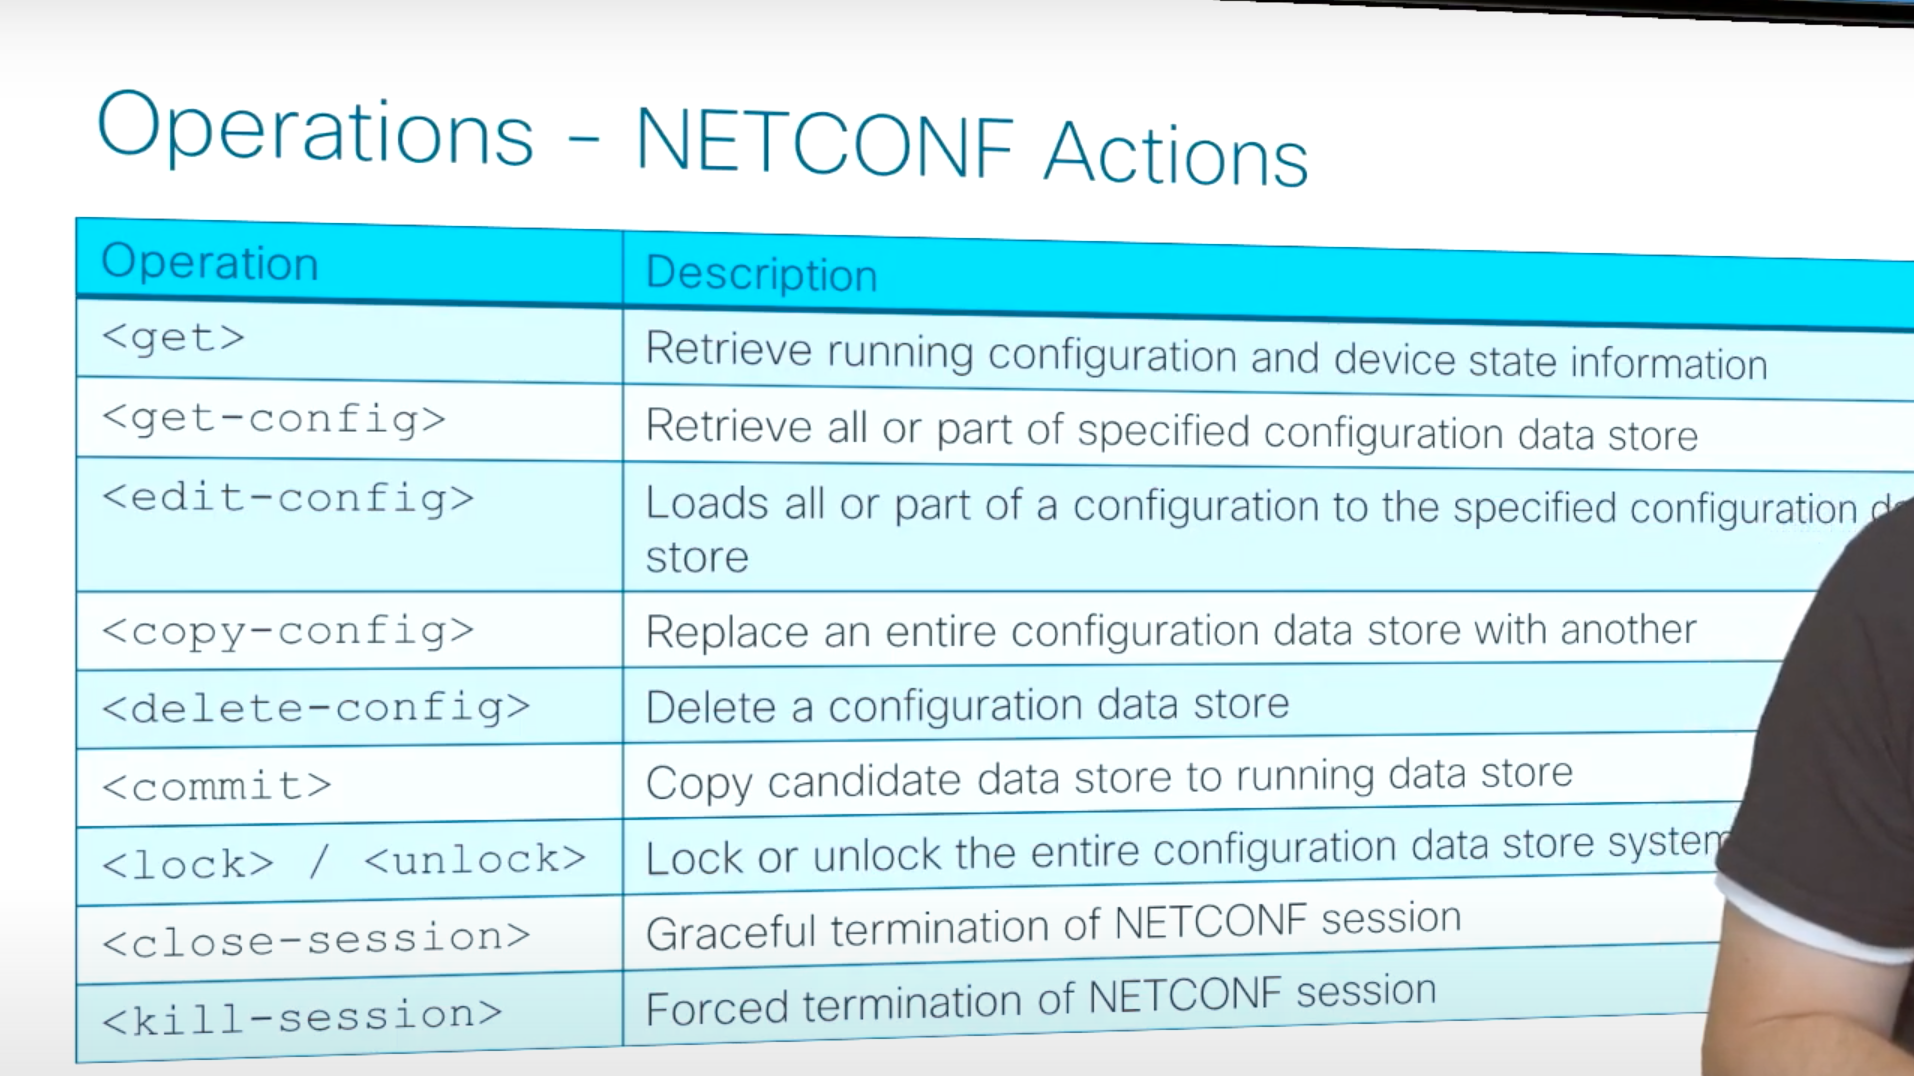 Operations - NETCONF Actions
Operation Description
<get> Retrieve running configuration and device state information
<get-config> Retrieve all or part of specified configuration data store
<edit-config> Loads all or part of a configuration to the specified configuration
store
<copy-config> Replace an entire configuration data store with another
<delete-config> Delete a configuration data store
<commit> Copy candidate data store to running data store
<lock> / <unlock> Lock or unlock the entire configuration data store system
<close-session> Graceful termination of NETCONF session
<kill-session> Forced termination of NETCONF session